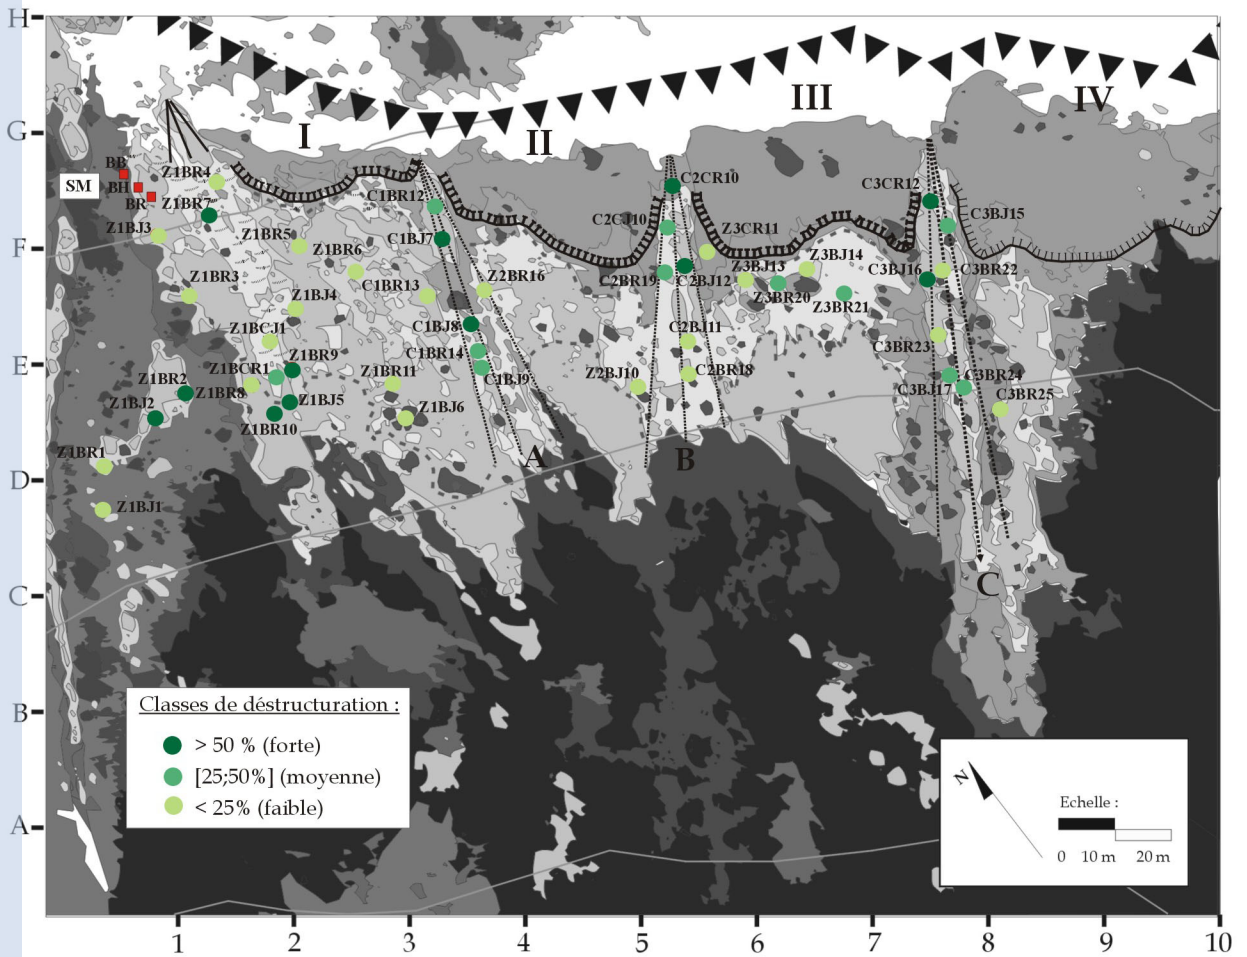 H
G
F
E
D
C
B
A
1
2
3
4
5
6
7
8
9
10
I
II
III
IV
SM
BB
BH
BR
Z1BR4
Z1BR7
Z1BJ3
Z1BR5
Z1BR6
Z1BR3
Z1BJ4
Z1BCJ1
Z1BR9
Z1BCR1
Z1BR2
Z1BR8
Z1BJ2
Z1BJ5
Z1BR10
Z1BR1
Z1BJ1
Z1BR11
Z1BJ6
C1BR12
C1BJ7
C1BR13
Z2BR16
C1BJ8
C1BR14
C1BJ9
A
C2CR10
C2CJ10
Z3CR11
C2BR19
C2BJ12
C2BJ11
C2BR18
Z2BJ10
B
Z3BJ13
Z3BJ14
Z3BR20
Z3BR21
C3CR12
C3BJ15
C3BJ16
C3BR22
C3BR23
C3BR24
C3BJ17
C3BR25
C
Classes de déstructuration :
> 50 % (forte)
[25;50%] (moyenne)
< 25% (faible)
N
Echelle :
0 10 m 20 m